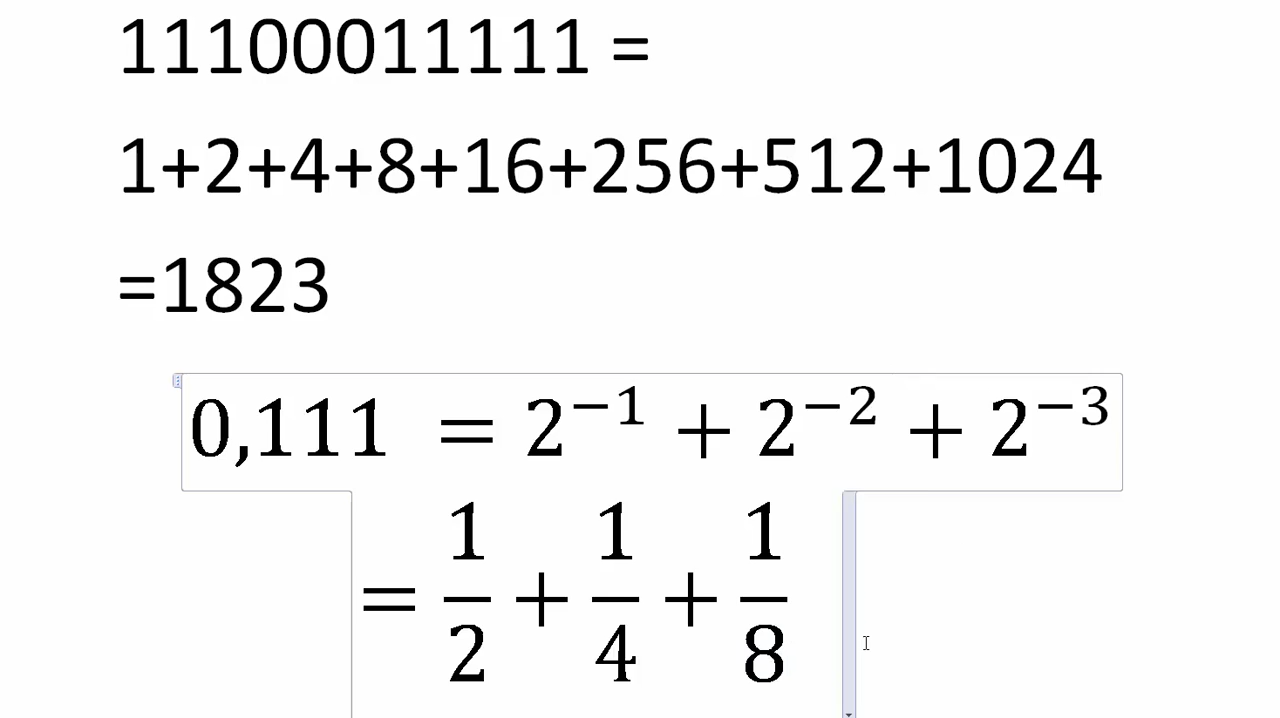 11100011111 =
1+2+4+8+16+256+512+1024
=1823
0,111 = 2⁻¹ + 2⁻² + 2⁻³
= 1/2 + 1/4 + 1/8